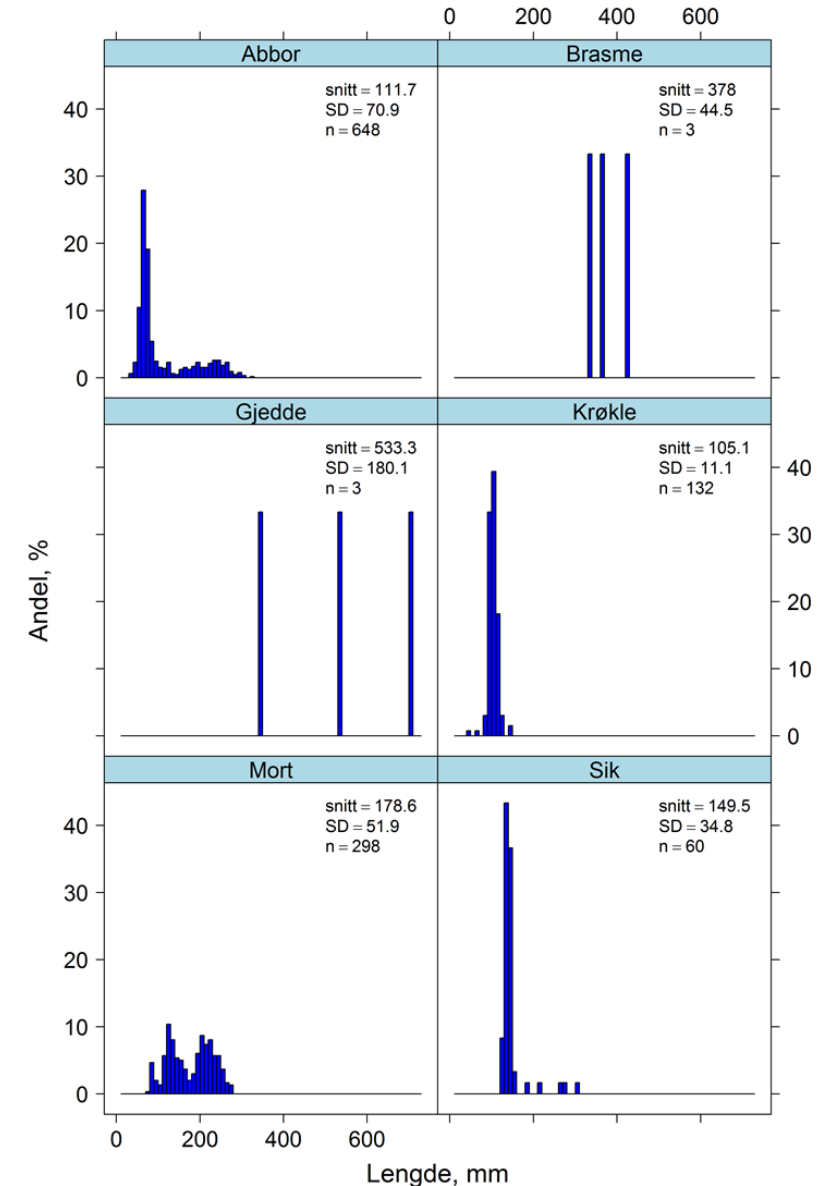 0 200 400 600
Abbor
snitt = 111.7
SD = 70.9
n = 648
40
30
20
10
0
Brasme
snitt = 378
SD = 44.5
n = 3
Gjedde
snitt = 533.3
SD = 180.1
n = 3
Krøkle
snitt = 105.1
SD = 11.1
n = 132
40
30
20
10
0
Andel, %
Mort
snitt = 178.6
SD = 51.9
n = 298
40
30
20
10
0
Sik
snitt = 149.5
SD = 34.8
n = 60
0 200 400 600
Lengde, mm